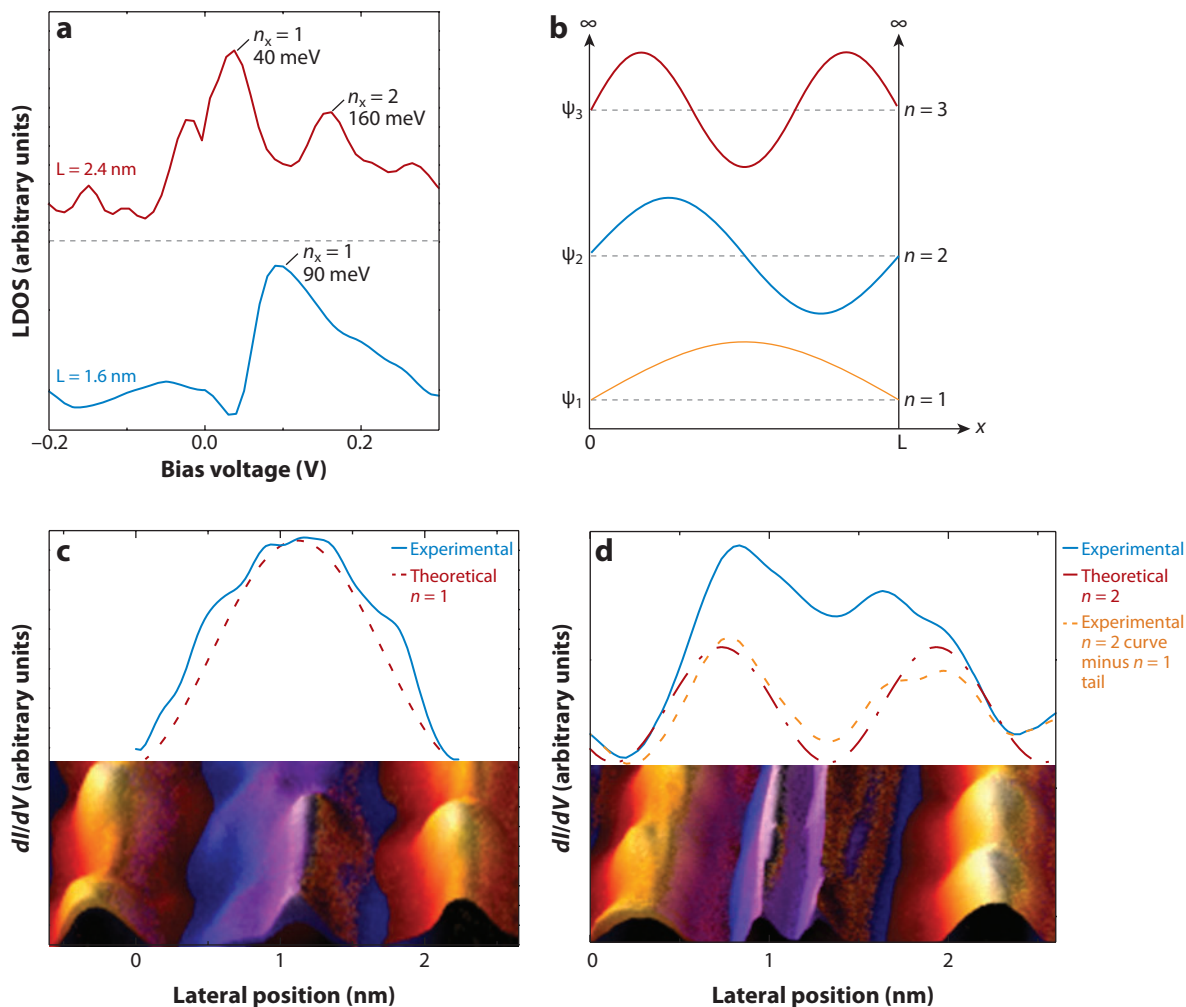 a
n_x = 1
40 meV
n_x = 2
160 meV
L = 2.4 nm
n_x = 1
90 meV
L = 1.6 nm
LDOS (arbitrary units)
−0.2
0.0
0.2
Bias voltage (V)
b
∞
∞
ψ3
n = 3
ψ2
n = 2
ψ1
n = 1
0
L
x
c
Experimental
Theoretical
n = 1
dI/dV (arbitrary units)
0
1
2
Lateral position (nm)
d
Experimental
Theoretical
n = 2
Experimental
n = 2 curve
minus n = 1
tail
dI/dV (arbitrary units)
0
1
2
Lateral position (nm)